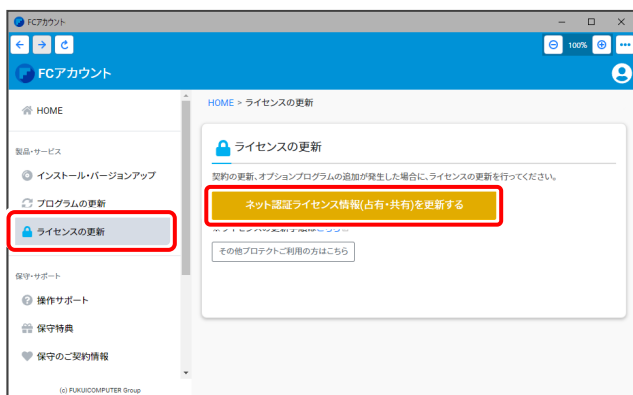 FCアカウント
100%
FCアカウント
HOME
製品・サービス
インストール・バージョンアップ
プログラムの更新
ライセンスの更新
保守・サポート
操作サポート
保守特典
保守のご契約情報
(c) FUKUICOMPUTER Group
HOME > ライセンスの更新
ライセンスの更新
契約の更新、オプションプログラムの追加が発生した場合に、ライセンスの更新を行ってください。
ネット認証ライセンス情報(占有・共有)を更新する
その他プロテクトご利用の方はこちら